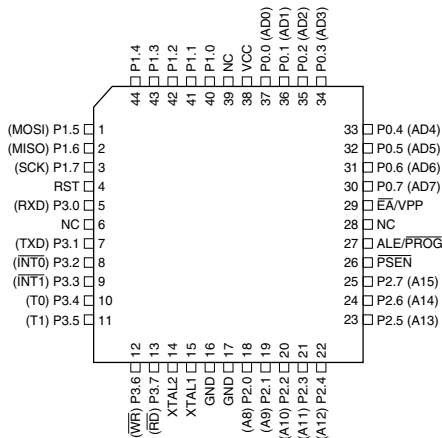 P1.4
P1.3
P1.2
P1.1
P1.0
NC
VCC
P0.0 (AD0)
P0.1 (AD1)
P0.2 (AD2)
P0.3 (AD3)
44
43
42
41
40
39
38
37
36
35
34
(MOSI) P1.5 1
(MISO) P1.6 2
(SCK) P1.7 3
RST 4
(RXD) P3.0 5
NC 6
(TXD) P3.1 7
(INT0) P3.2 8
(INT1) P3.3 9
(T0) P3.4 10
(T1) P3.5 11
33 P0.4 (AD4)
32 P0.5 (AD5)
31 P0.6 (AD6)
30 P0.7 (AD7)
29 EA/VPP
28 NC
27 ALE/PROG
26 PSEN
25 P2.7 (A15)
24 P2.6 (A14)
23 P2.5 (A13)
12
13
14
15
16
17
18
19
20
21
22
(WR) P3.6
(RD) P3.7
XTAL2
XTAL1
GND
GND
(A8) P2.0
(A9) P2.1
(A10) P2.2
(A11) P2.3
(A12) P2.4